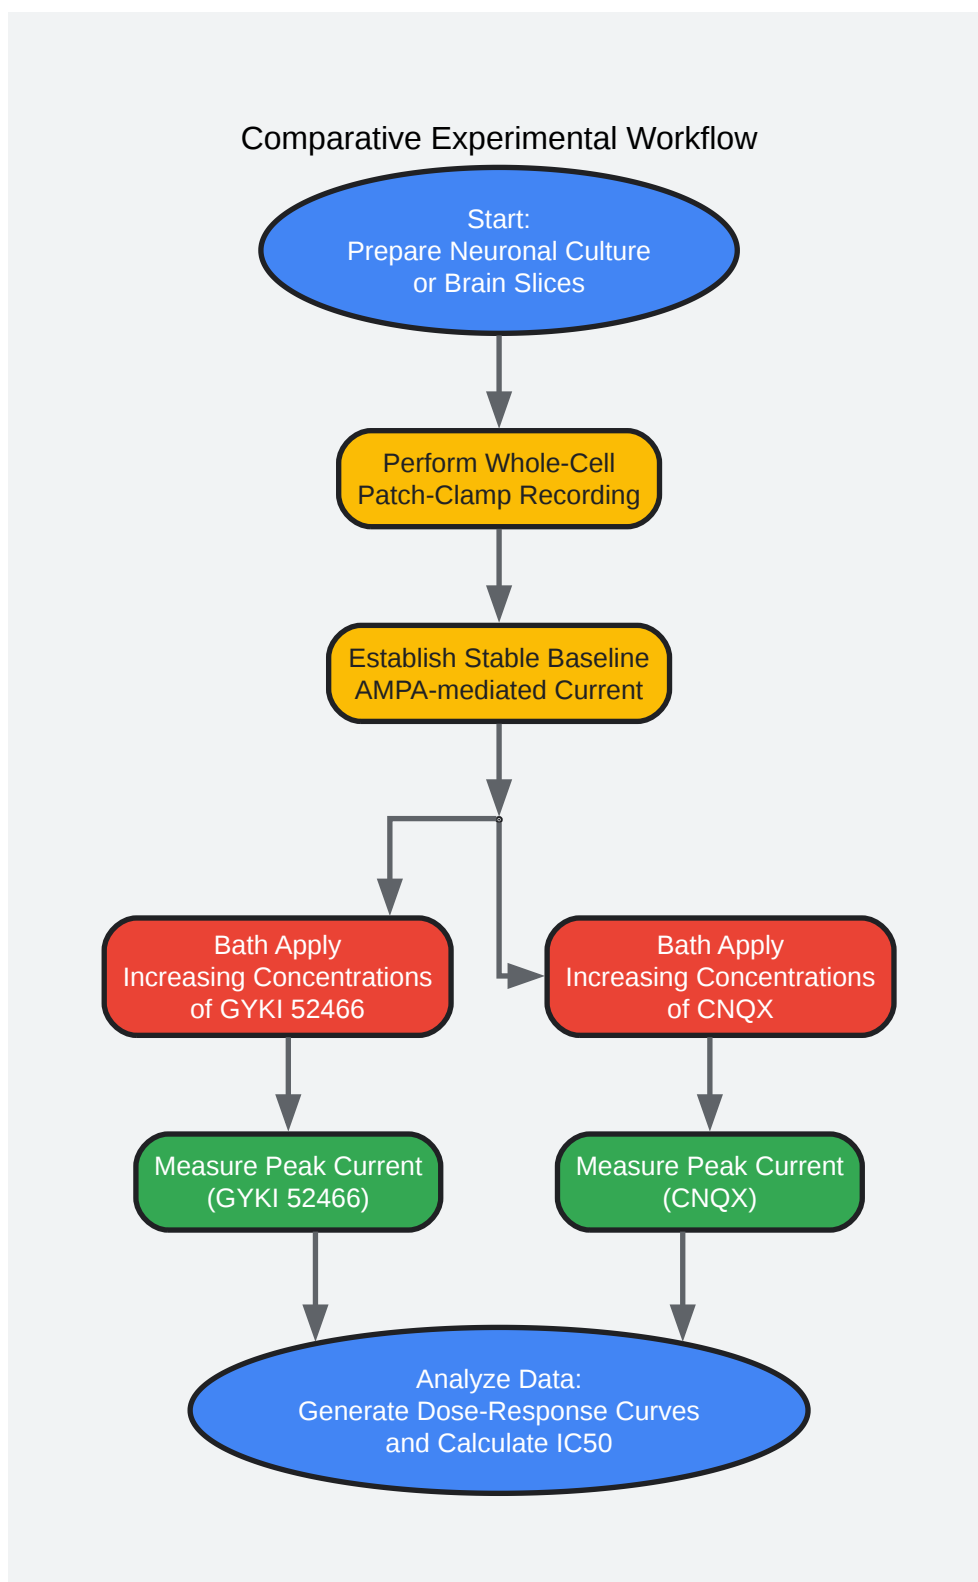 Comparative Experimental Workflow
Start:
Prepare Neuronal Culture
or Brain Slices
Perform Whole-Cell
Patch-Clamp Recording
Establish Stable Baseline
AMPA-mediated Current
Bath Apply
Increasing Concentrations
of GYKI 52466
Bath Apply
Increasing Concentrations
of CNQX
Measure Peak Current
(GYKI 52466)
Measure Peak Current
(CNQX)
Analyze Data:
Generate Dose-Response Curves
and Calculate IC50